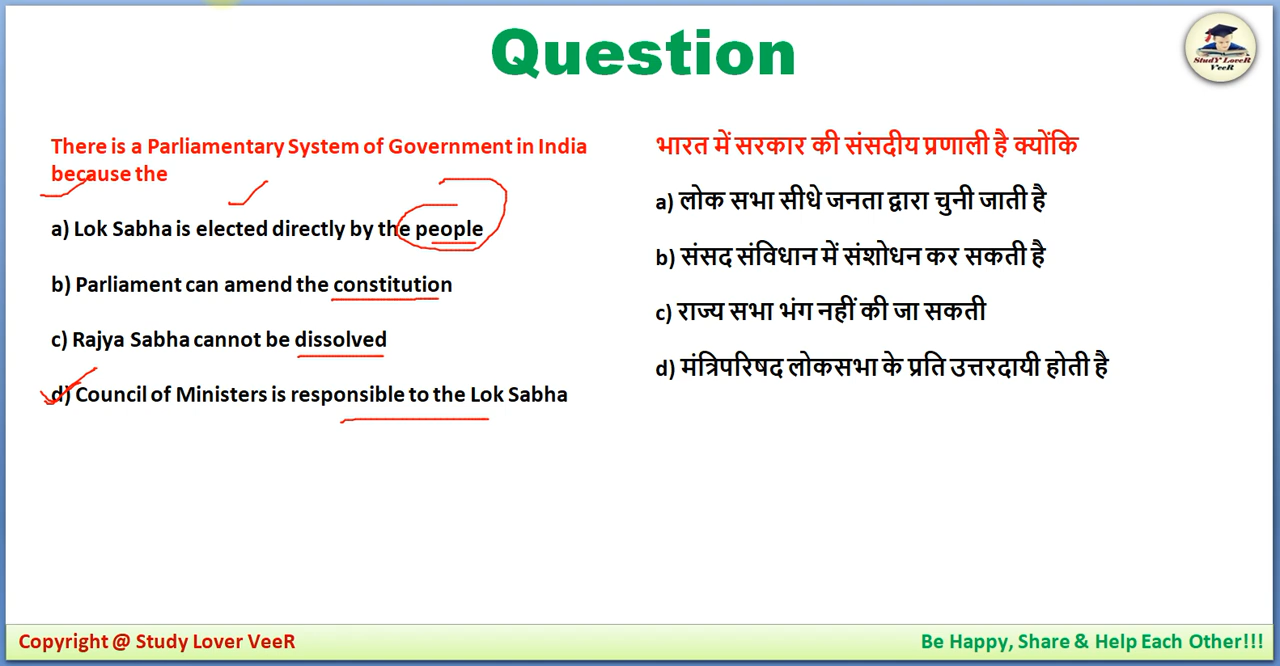 Question
StudY LoveR
VeeR
There is a Parliamentary System of Government in India
because the
a) Lok Sabha is elected directly by the people
b) Parliament can amend the constitution
c) Rajya Sabha cannot be dissolved
d) Council of Ministers is responsible to the Lok Sabha
भारत में सरकार की संसदीय प्रणाली है क्योंकि
a) लोक सभा सीधे जनता द्वारा चुनी जाती है
b) संसद संविधान में संशोधन कर सकती है
c) राज्य सभा भंग नहीं की जा सकती
d) मंत्रिपरिषद लोकसभा के प्रति उत्तरदायी होती है
Copyright @ Study Lover VeeR
Be Happy, Share & Help Each Other!!!